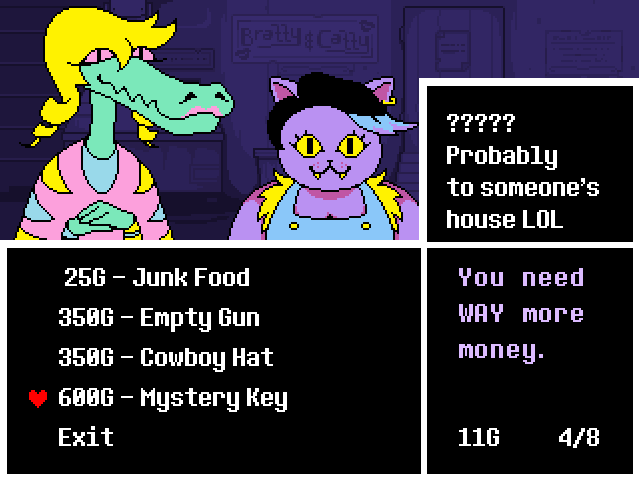 Bratty & Catty
?????
Probably
to someone's
house LOL
25G - Junk Food
350G - Empty Gun
350G - Cowboy Hat
600G - Mystery Key
Exit
You need
WAY more
money.
11G 4/8